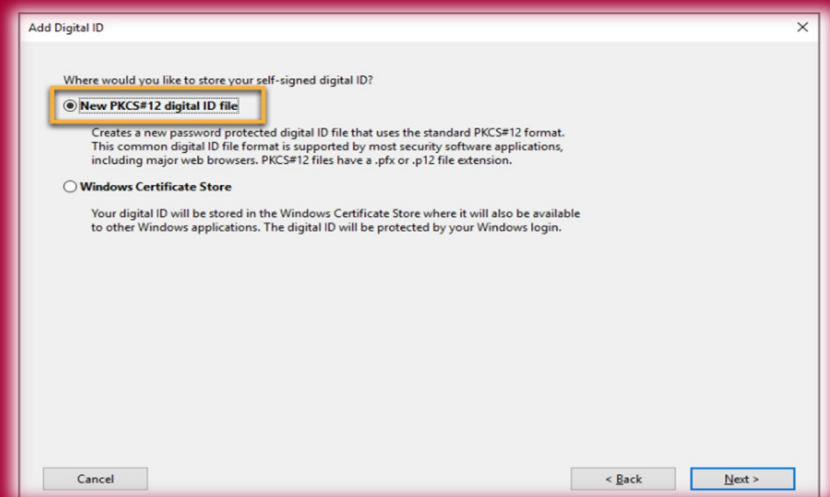 Add Digital ID
Where would you like to store your self-signed digital ID?
New PKCS#12 digital ID file
Creates a new password protected digital ID file that uses the standard PKCS#12 format.
This common digital ID file format is supported by most security software applications,
including major web browsers. PKCS#12 files have a .pfx or .p12 file extension.
Windows Certificate Store
Your digital ID will be stored in the Windows Certificate Store where it will also be available
to other Windows applications. The digital ID will be protected by your Windows login.
Cancel
< Back
Next >